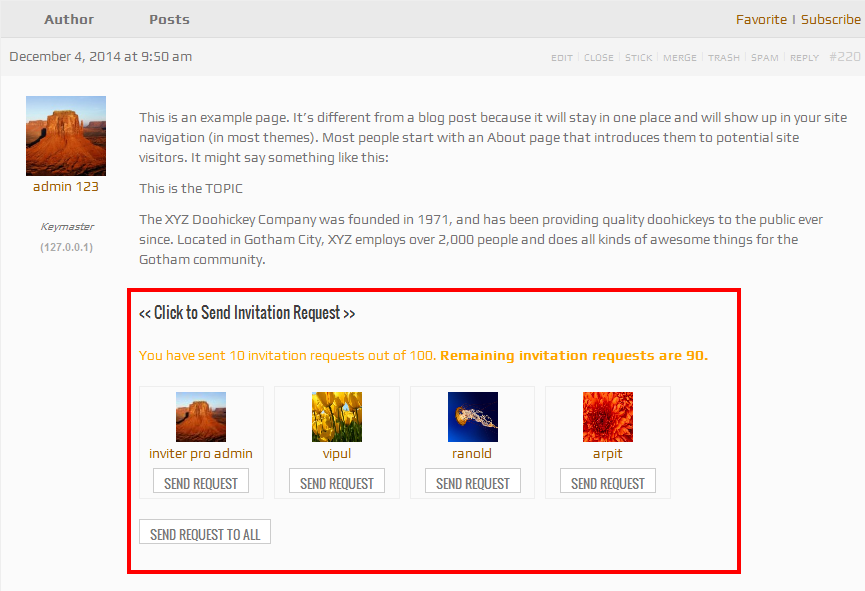 Author Posts Favorite | Subscribe
December 4, 2014 at 9:50 am EDIT | CLOSE | STICK | MERGE | TRASH | SPAM | REPLY #220
This is an example page. It's different from a blog post because it will stay in one place and will show up in your site
navigation (in most themes). Most people start with an About page that introduces them to potential site
visitors. It might say something like this:
admin 123
This is the TOPIC
Keymaster
(127.0.0.1)
The XYZ Doohickey Company was founded in 1971, and has been providing quality doohickeys to the public ever
since. Located in Gotham City, XYZ employs over 2,000 people and does all kinds of awesome things for the
Gotham community.
<< Click to Send Invitation Request >>
You have sent 10 invitation requests out of 100. Remaining invitation requests are 90.
inviter pro admin vipul ranold arpit
SEND REQUEST SEND REQUEST SEND REQUEST SEND REQUEST
SEND REQUEST TO ALL